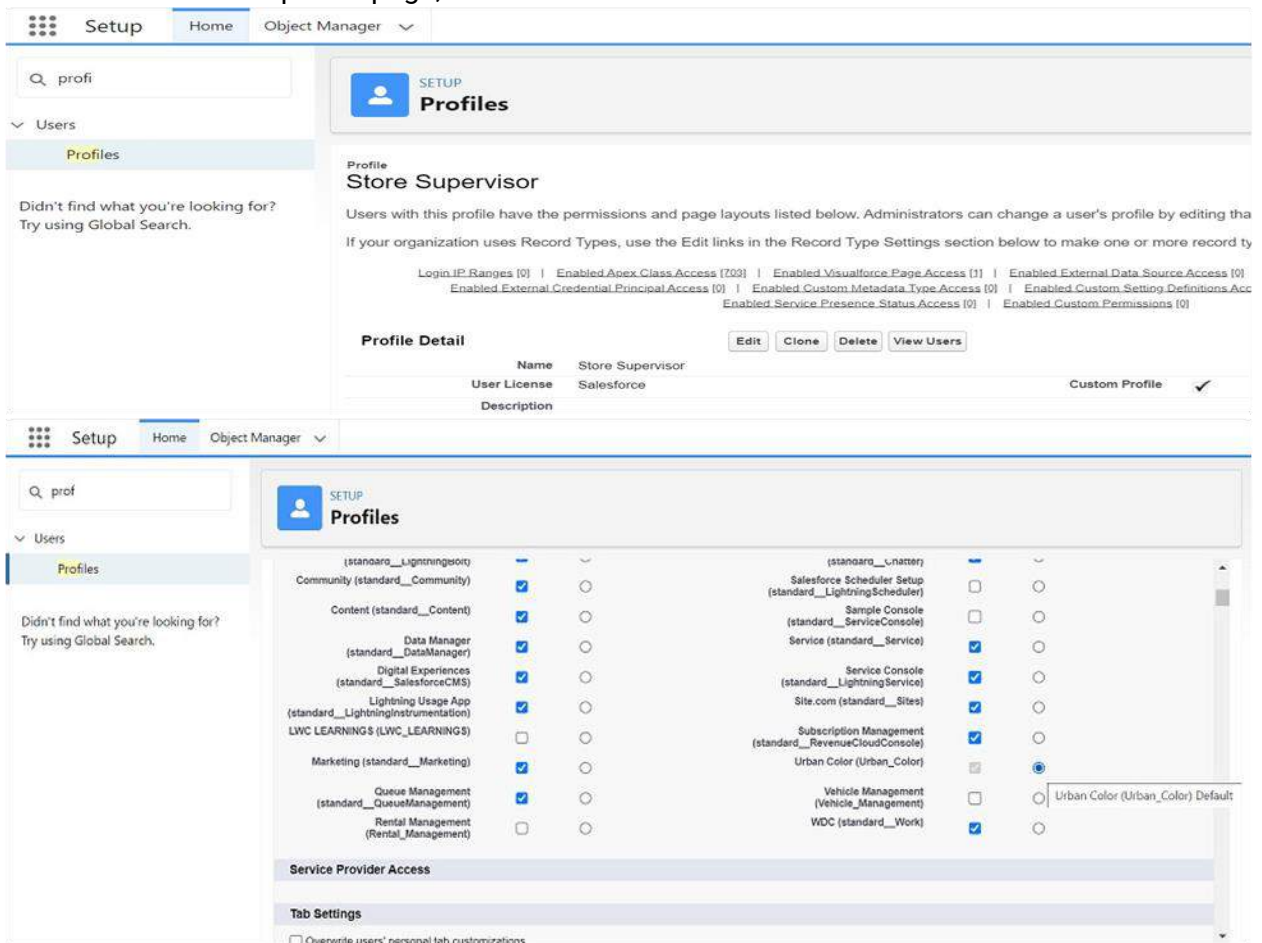 Setup Home Object Manager
profi
Users
Profiles
Didn't find what you're looking for?
Try using Global Search.
SETUP
Profiles
Profile
Store Supervisor
Users with this profile have the permissions and page layouts listed below. Administrators can change a user's profile by editing tha
If your organization uses Record Types, use the Edit links in the Record Type Settings section below to make one or more record ty
Login IP Ranges [0] | Enabled Apex Class Access [703] | Enabled Visualforce Page Access [1] | Enabled External Data Source Access [0]
Enabled External Credential Principal Access [0] | Enabled Custom Metadata Type Access [0] | Enabled Custom Setting Definitions Acc
Enabled Service Presence Status Access [0] | Enabled Custom Permissions [0]
Profile Detail Edit Clone Delete View Users
Name Store Supervisor
User License Salesforce Custom Profile
Description
Setup Home Object Manager
prof
Users
Profiles
Didn't find what you're looking for?
Try using Global Search.
SETUP
Profiles
(standard__LightningBolt) (standard__Chatter)
Community (standard__Community) Salesforce Scheduler Setup
(standard__LightningScheduler)
Content (standard__Content) Sample Console
(standard__ServiceConsole)
Data Manager Service (standard__Service)
(standard__DataManager)
Digital Experiences Service Console
(standard__SalesforceCMS) (standard__LightningService)
Lightning Usage App Site.com (standard__Sites)
(standard__LightningInstrumentation)
LWC LEARNINGS (LWC_LEARNINGS) Subscription Management
(standard__RevenueCloudConsole)
Marketing (standard__Marketing) Urban Color (Urban_Color)
Queue Management Vehicle Management
(standard__QueueManagement) (Vehicle_Management)
Urban Color (Urban_Color) Default
Rental Management WDC (standard__Work)
(Rental_Management)
Service Provider Access
Tab Settings
Overwrite users' personal tab customizations